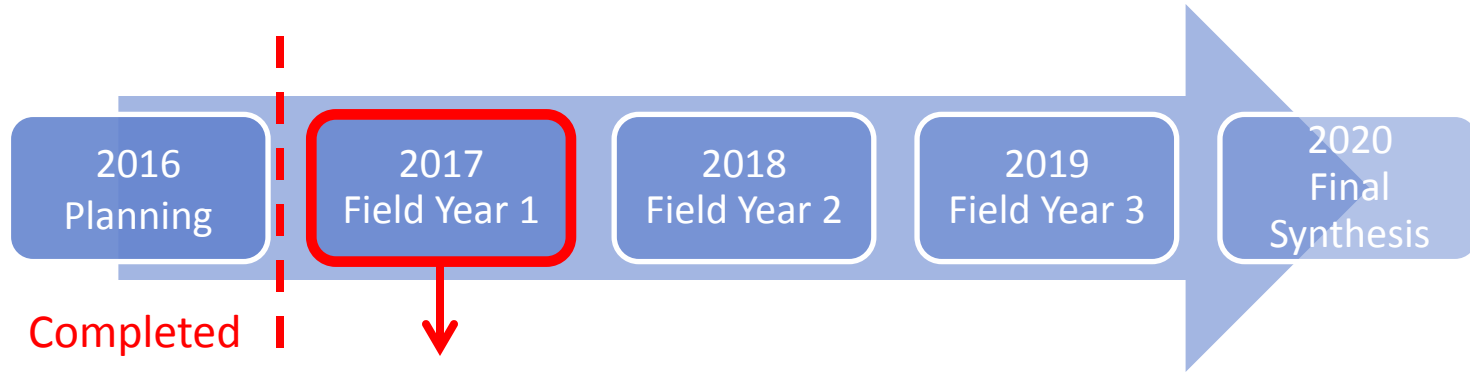 2016
Planning
2017
Field Year 1
2018
Field Year 2
2019
Field Year 3
2020
Final
Synthesis
Completed